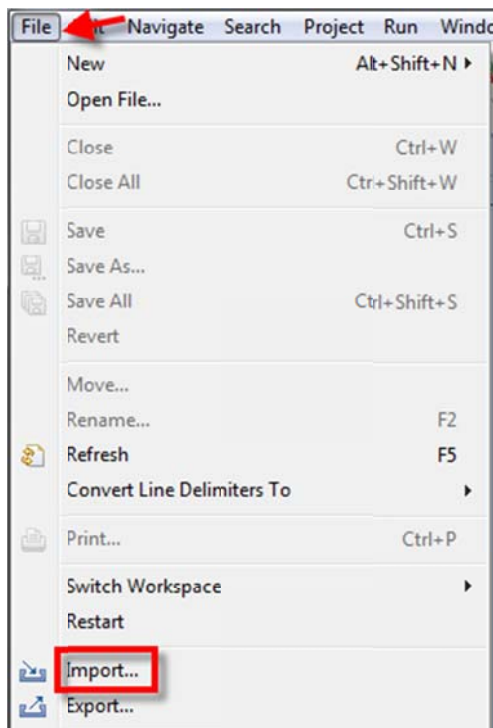 File Navigate Search Project Run
New Alt+Shift+N
Open File...
Close Ctrl+W
Close All Ctrl+Shift+W
Save Ctrl+S
Save As...
Save All Ctrl+Shift+S
Revert
Move...
Rename... F2
Refresh F5
Convert Line Delimiters To
Print... Ctrl+P
Switch Workspace
Restart
Import...
Export...